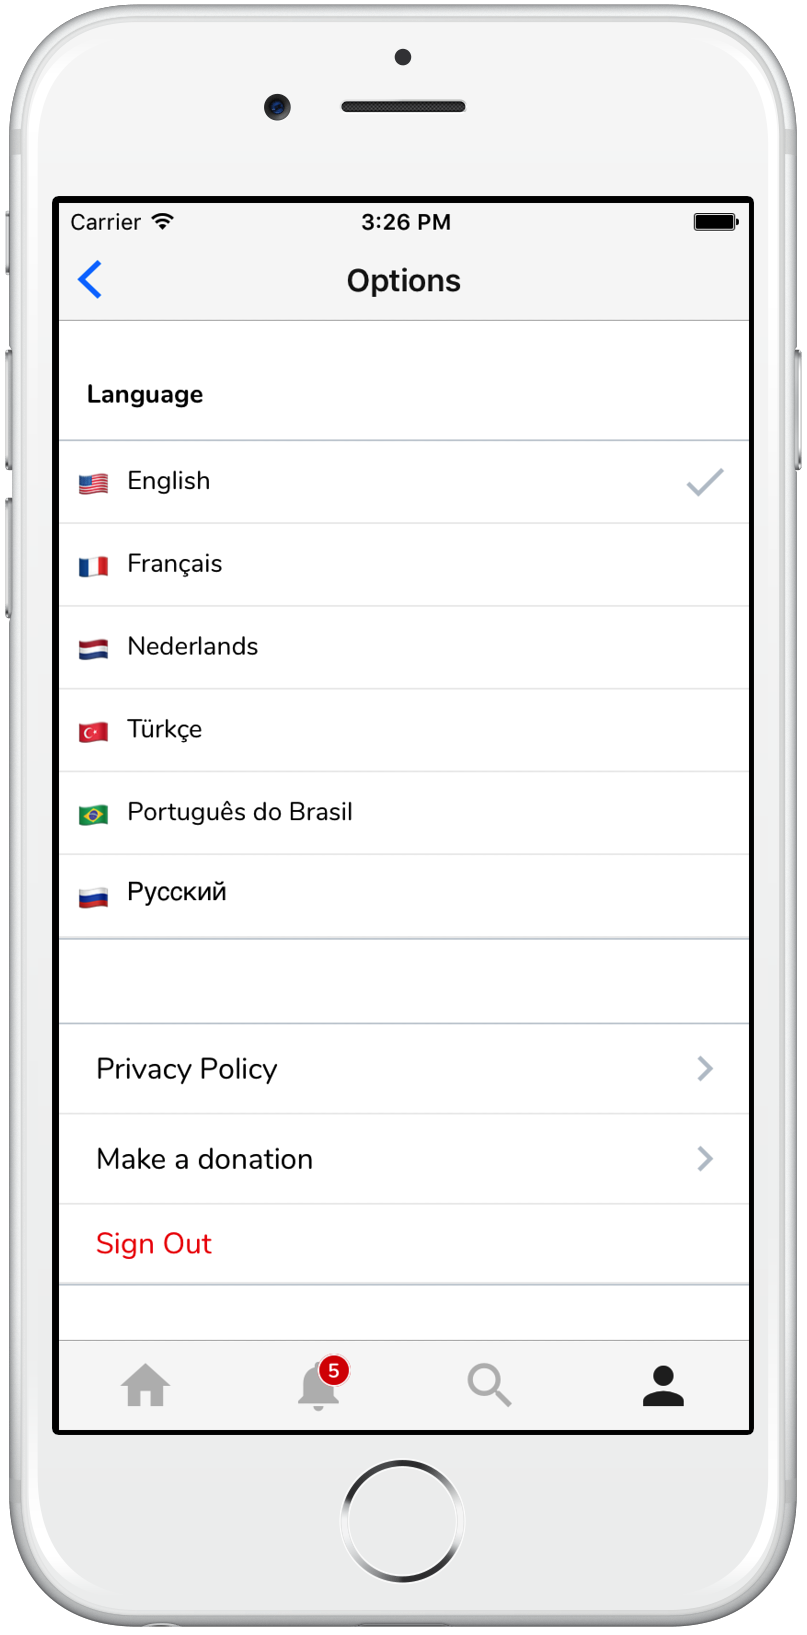 Carrier 3:26 PM
Options
Language
English
Français
Nederlands
Türkçe
Português do Brasil
Русский
Privacy Policy
Make a donation
Sign Out
5